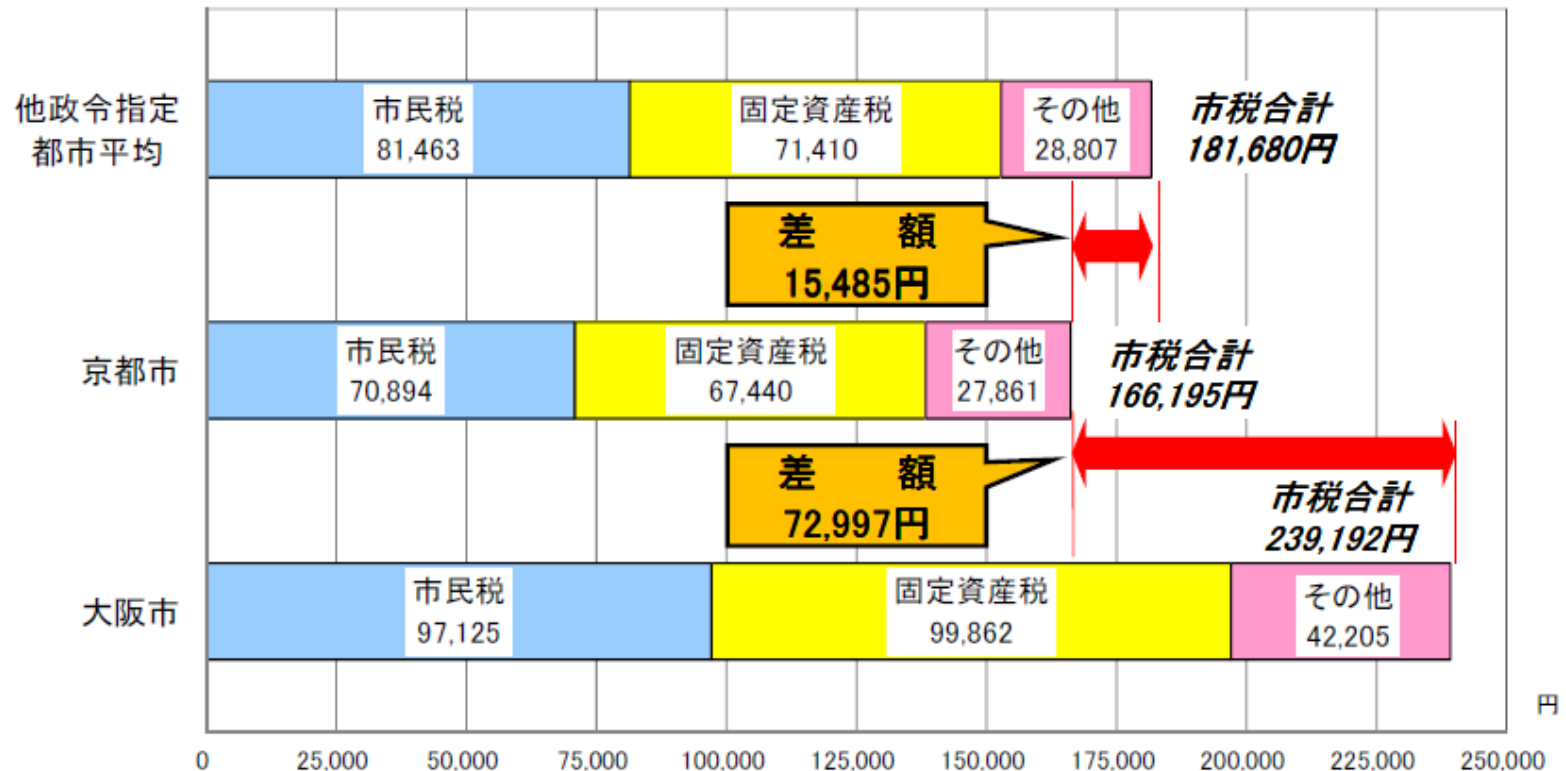 他政令指定
都市平均
市民税
81,463
固定資産税
71,410
その他
28,807
市税合計
181,680円
差　額
15,485円
京都市
市民税
70,894
固定資産税
67,440
その他
27,861
市税合計
166,195円
差　額
72,997円
市税合計
239,192円
大阪市
市民税
97,125
固定資産税
99,862
その他
42,205
円
0 25,000 50,000 75,000 100,000 125,000 150,000 175,000 200,000 225,000 250,000